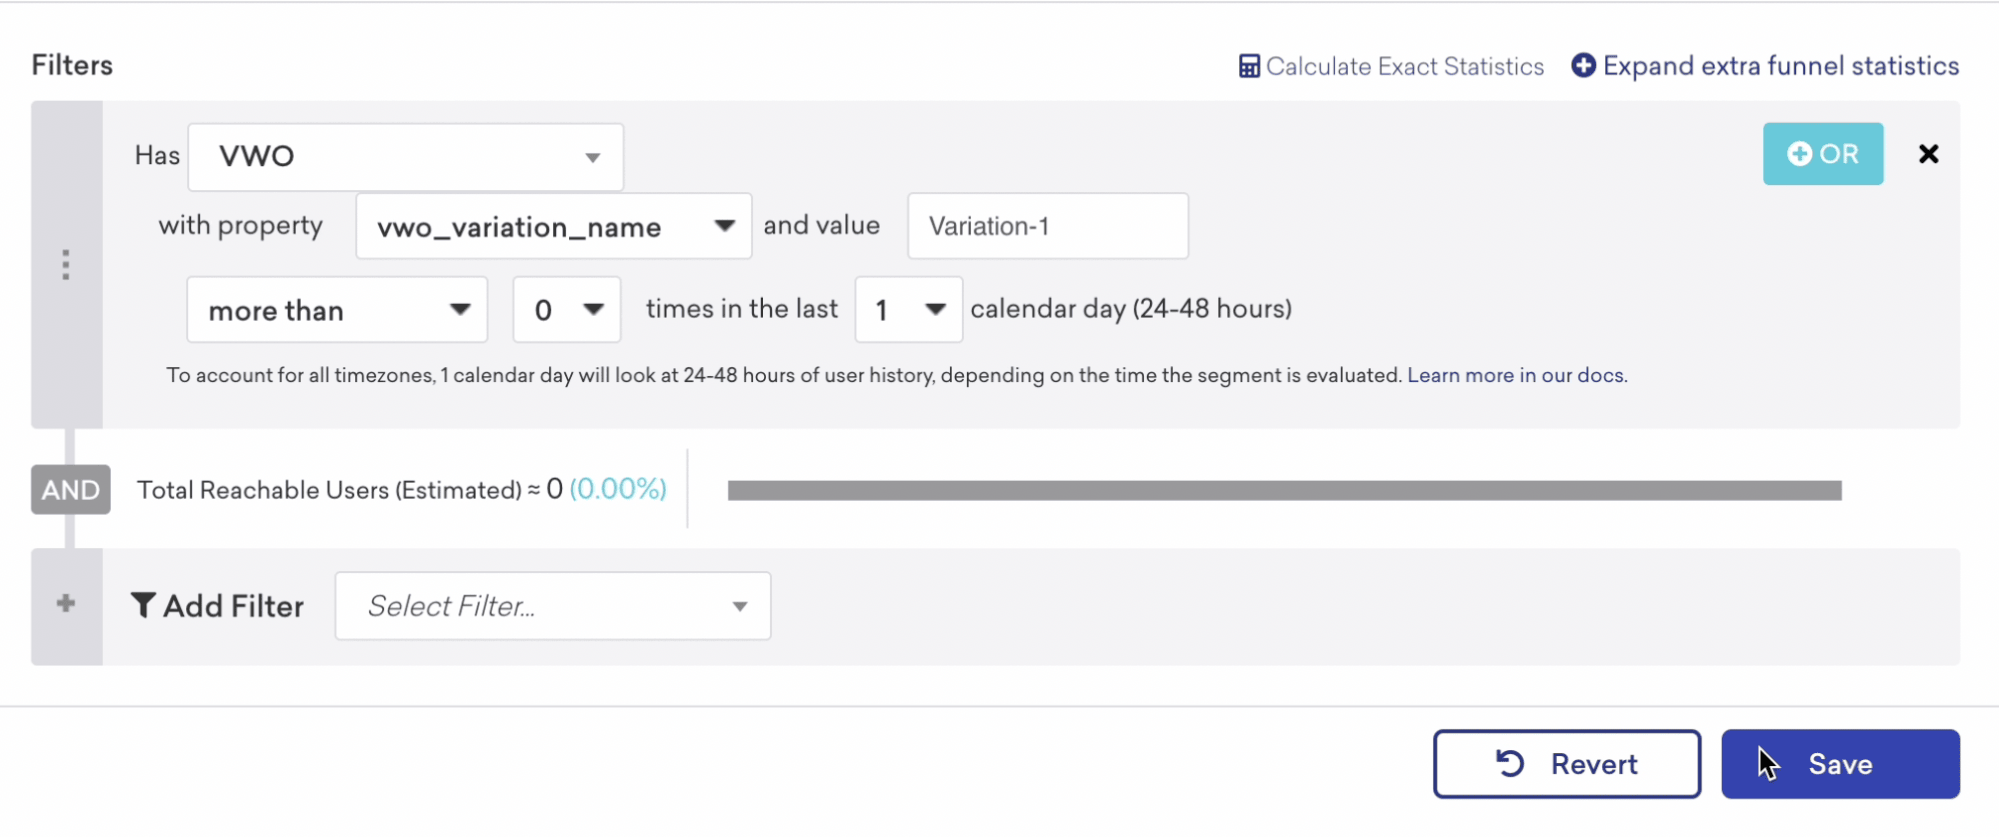 Filters
Calculate Exact Statistics Expand extra funnel statistics
Has VWO OR
with property vwo_variation_name and value Variation-1
more than 0 times in the last 1 calendar day (24-48 hours)
To account for all timezones, 1 calendar day will look at 24-48 hours of user history, depending on the time the segment is evaluated. Learn more in our docs.
AND Total Reachable Users (Estimated) ≈ 0 (0.00%)
Add Filter Select Filter...
Revert Save